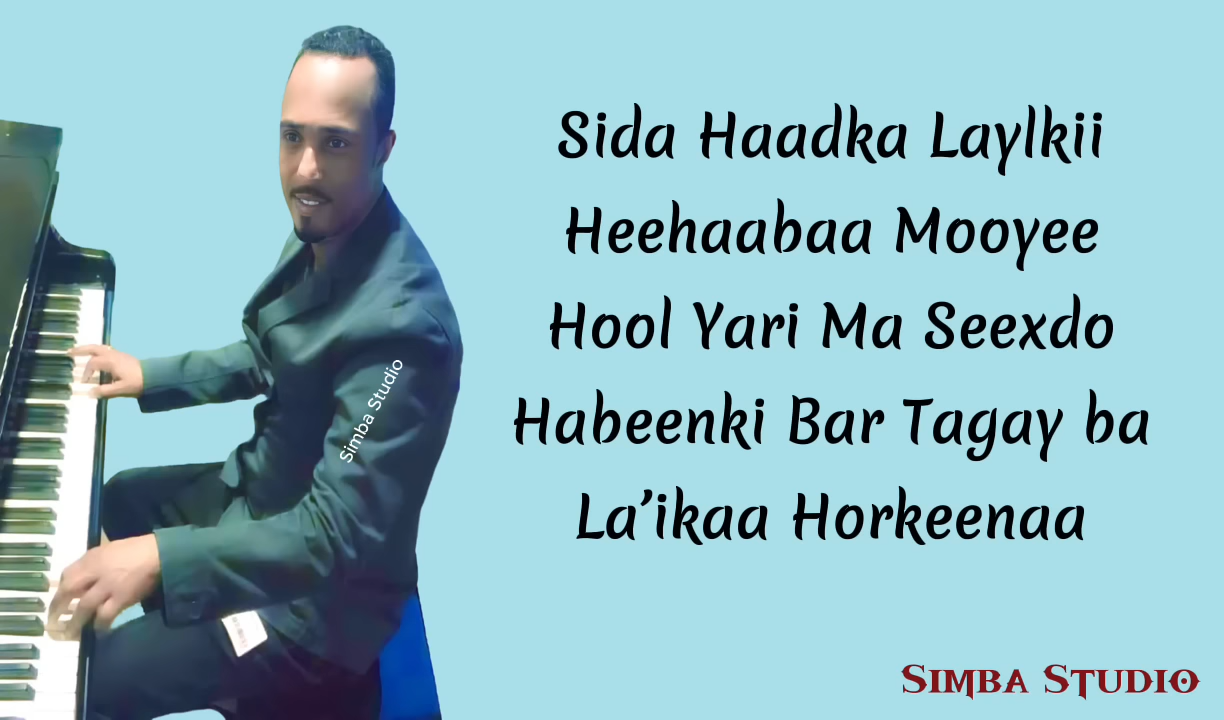 Sida Haadka Laylkii
Heehaabaa Mooyee
Hool Yari Ma Seexdo
Habeenki Bar Tagay ba
La’ikaa Horkeenaa
Simba Studio
Simba Studio